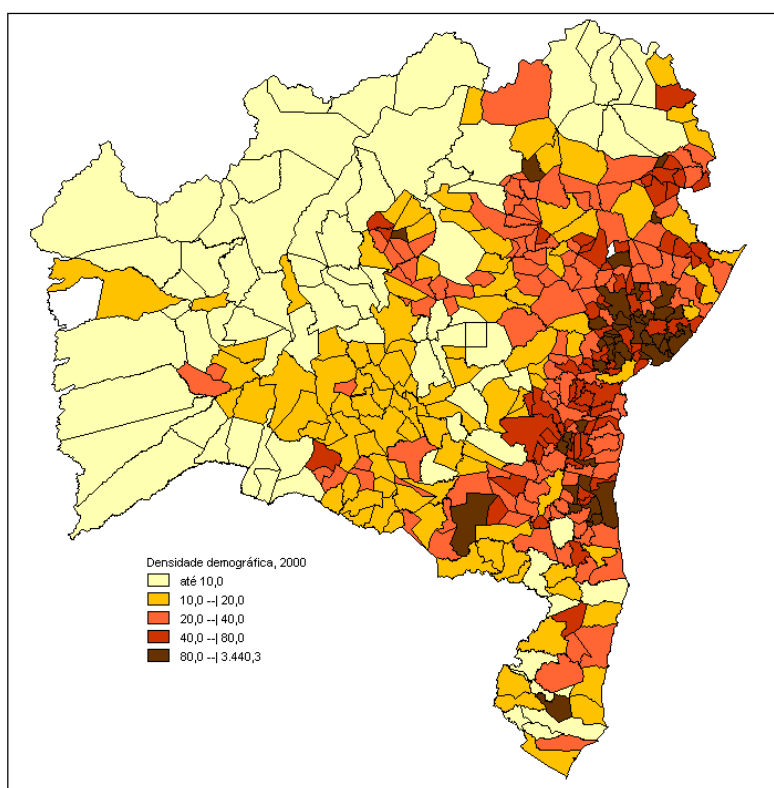 Densidade demográfica, 2000
até 10,0
10,0 --| 20,0
20,0 --| 40,0
40,0 --| 80,0
80,0 --| 3.440,3